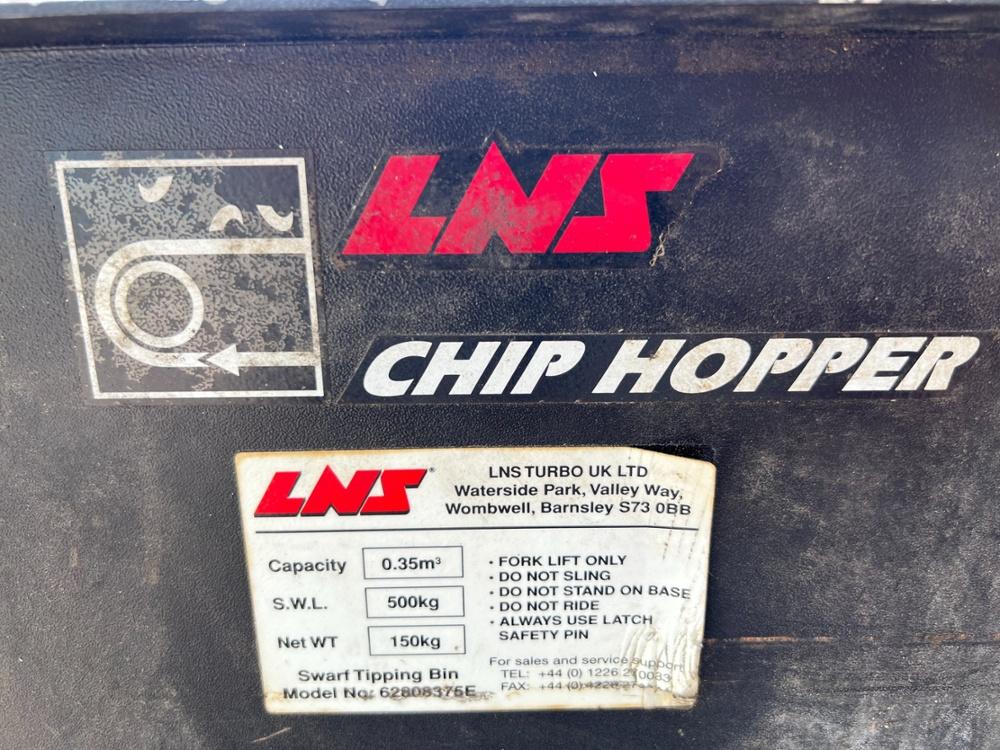 LNS
CHIP HOPPER
LNS®
LNS TURBO UK LTD
Waterside Park, Valley Way,
Wombwell, Barnsley S73 0BB
Capacity 0.35m³
S.W.L. 500kg
Net WT 150kg
Swarf Tipping Bin
Model No: 62808375E
• FORK LIFT ONLY
• DO NOT SLING
• DO NOT STAND ON BASE
• DO NOT RIDE
• ALWAYS USE LATCH
SAFETY PIN
For sales and service support
TEL: +44 (0) 1226
FAX: +44 (0)